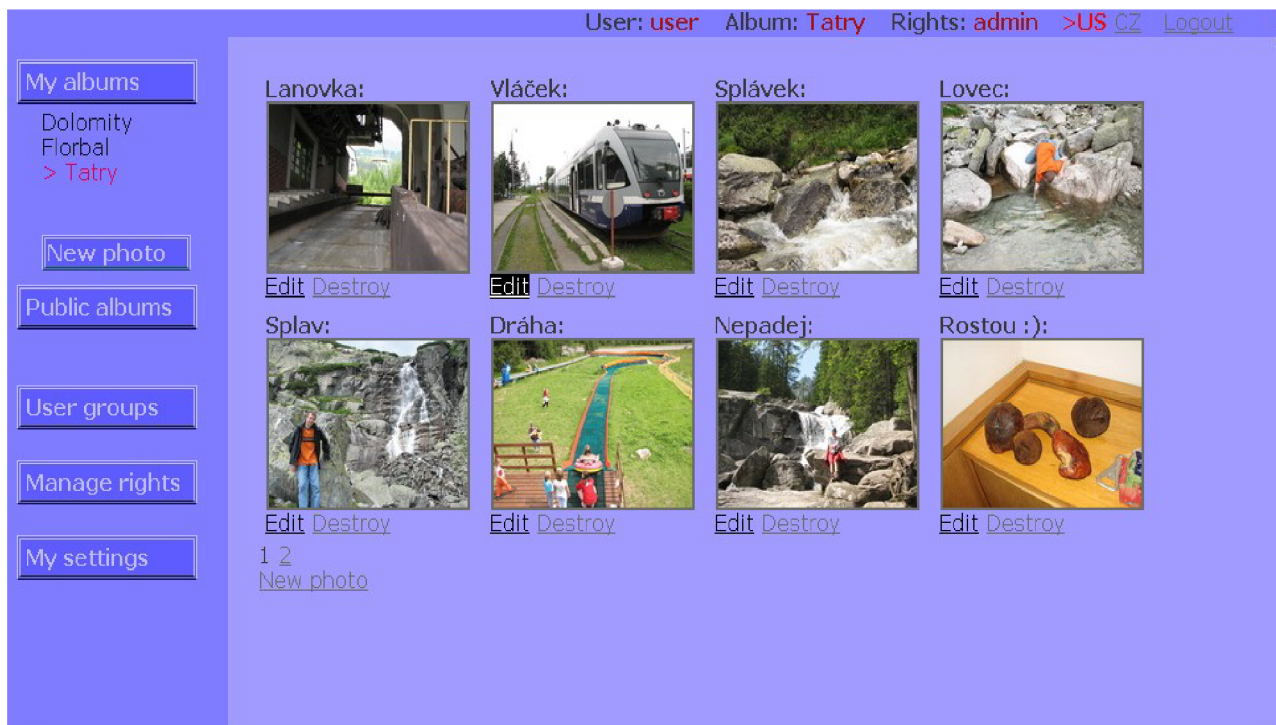 User: user Album: Tatry Rights: admin >US CZ Logout
My albums
Dolomity
Florbal
> Tatry
New photo
Public albums
User groups
Manage rights
My settings
Lanovka: Vláček: Splávek: Lovec:
Edit Destroy Edit Destroy Edit Destroy Edit Destroy
Splav: Dráha: Nepadej: Rostou :):
Edit Destroy Edit Destroy Edit Destroy Edit Destroy
1 2
New photo